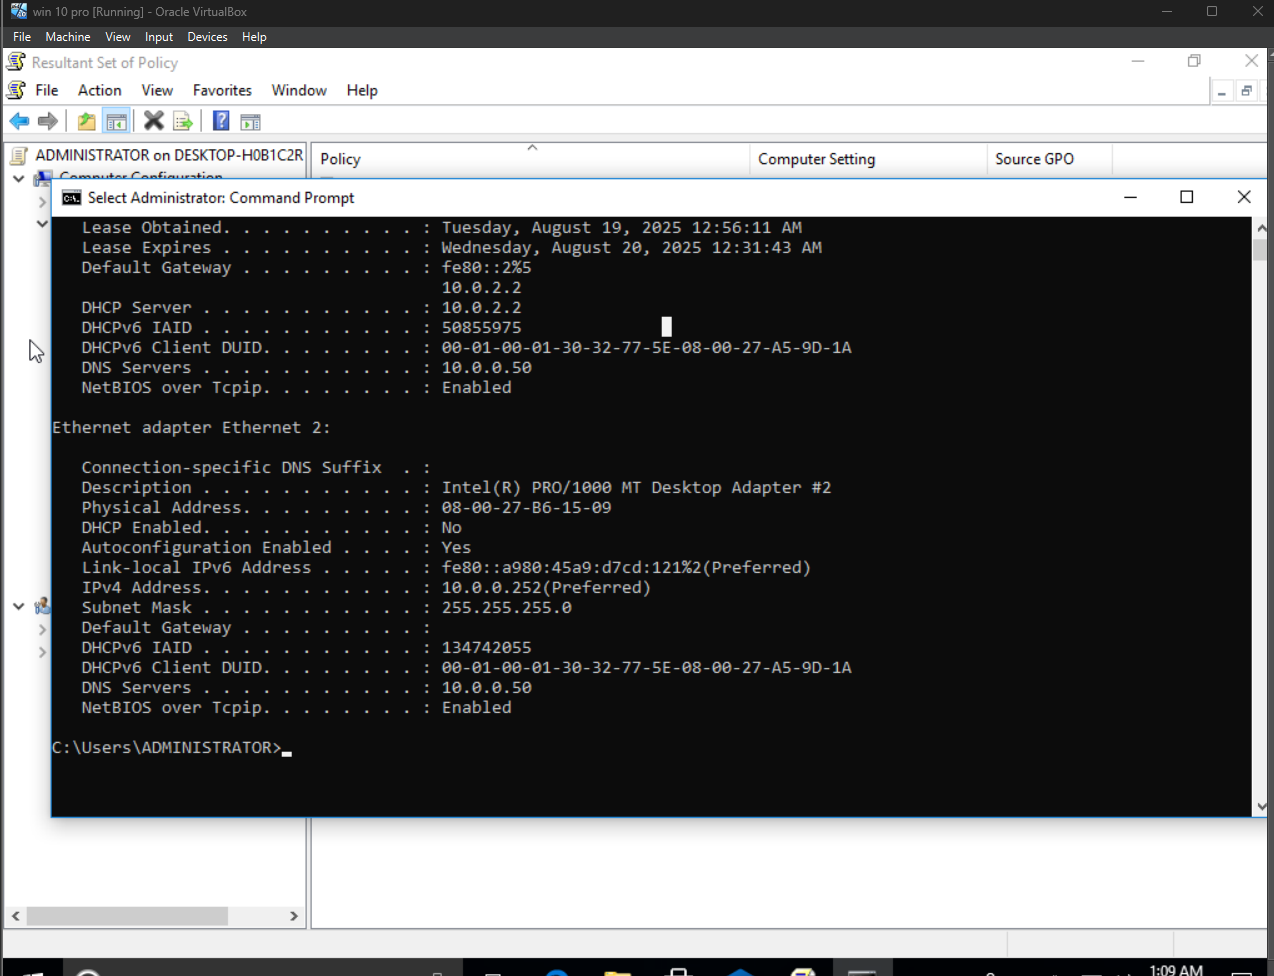 win 10 pro [Running] - Oracle VirtualBox
File Machine View Input Devices Help
Resultant Set of Policy
File Action View Favorites Window Help
ADMINISTRATOR on DESKTOP-H0B1C2R
Policy Computer Setting Source GPO
Computer Configuration
Select Administrator: Command Prompt
Lease Obtained. . . . . . . . . . : Tuesday, August 19, 2025 12:56:11 AM
Lease Expires . . . . . . . . . . : Wednesday, August 20, 2025 12:31:43 AM
Default Gateway . . . . . . . . . : fe80::2%5
10.0.2.2
DHCP Server . . . . . . . . . . . : 10.0.2.2
DHCPv6 IAID . . . . . . . . . . . : 50855975
DHCPv6 Client DUID. . . . . . . . : 00-01-00-01-30-32-77-5E-08-00-27-A5-9D-1A
DNS Servers . . . . . . . . . . . : 10.0.0.50
NetBIOS over Tcpip. . . . . . . . : Enabled
Ethernet adapter Ethernet 2:
Connection-specific DNS Suffix  . :
Description . . . . . . . . . . . : Intel(R) PRO/1000 MT Desktop Adapter #2
Physical Address. . . . . . . . . : 08-00-27-B6-15-09
DHCP Enabled. . . . . . . . . . . : No
Autoconfiguration Enabled . . . . : Yes
Link-local IPv6 Address . . . . . : fe80::a980:45a9:d7cd:121%2(Preferred)
IPv4 Address. . . . . . . . . . . : 10.0.0.252(Preferred)
Subnet Mask . . . . . . . . . . . : 255.255.255.0
Default Gateway . . . . . . . . . :
DHCPv6 IAID . . . . . . . . . . . : 134742055
DHCPv6 Client DUID. . . . . . . . : 00-01-00-01-30-32-77-5E-08-00-27-A5-9D-1A
DNS Servers . . . . . . . . . . . : 10.0.0.50
NetBIOS over Tcpip. . . . . . . . : Enabled
C:\Users\ADMINISTRATOR>
1:09 AM